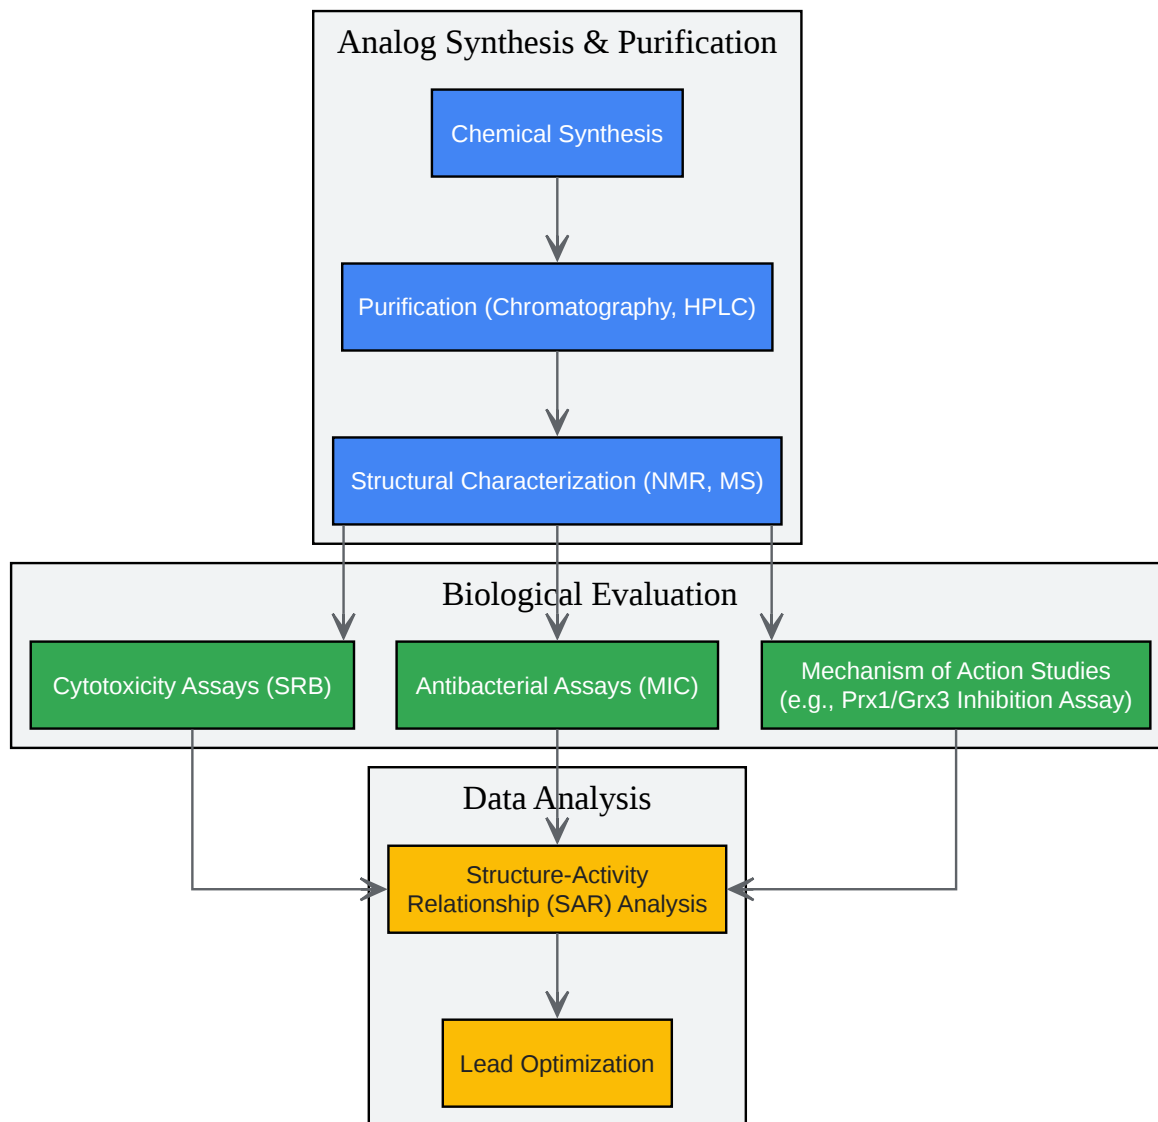 Analog Synthesis & Purification
Chemical Synthesis
Purification (Chromatography, HPLC)
Structural Characterization (NMR, MS)
Biological Evaluation
Cytotoxicity Assays (SRB)
Antibacterial Assays (MIC)
Mechanism of Action Studies
(e.g., Prx1/Grx3 Inhibition Assay)
Data Analysis
Structure-Activity
Relationship (SAR) Analysis
Lead Optimization